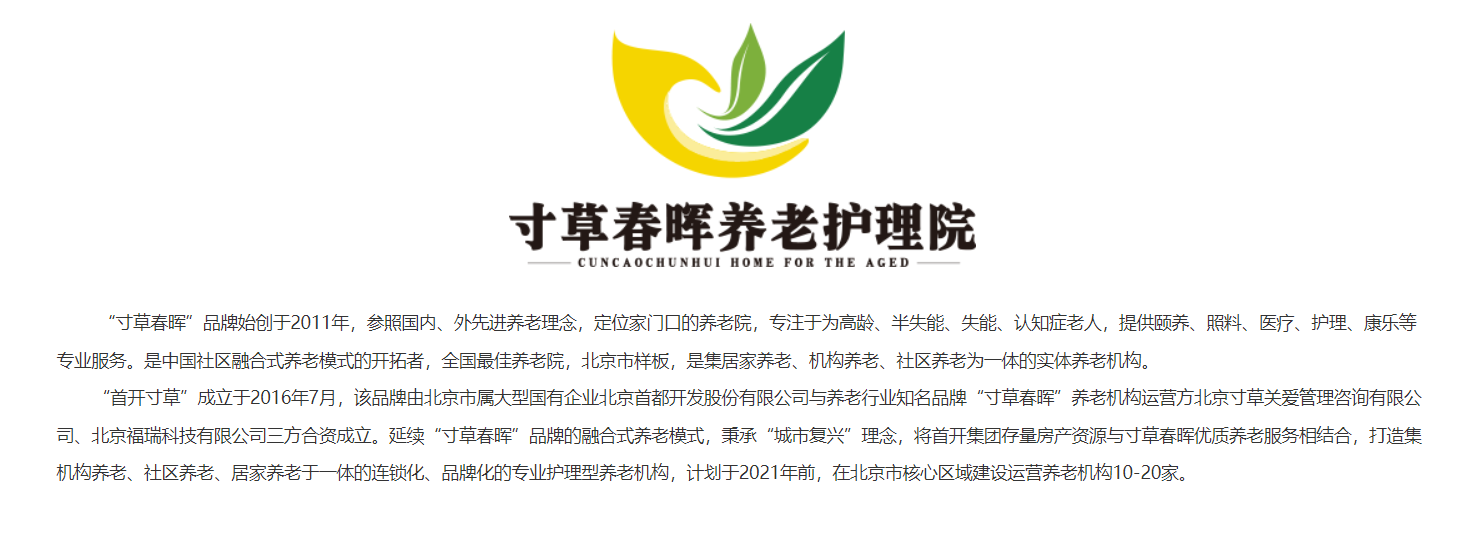 寸草春晖养老护理院
CUNCAOCHUNHUI HOME FOR THE AGED
“寸草春晖”品牌始创于2011年，参照国内、外先进养老理念，定位家门口的养老院，专注于为高龄、半失能、失能、认知症老人，提供颐养、照料、医疗、护理、康乐等
专业服务。是中国社区融合式养老模式的开拓者，全国最佳养老院，北京市样板，是集居家养老、机构养老、社区养老为一体的实体养老机构。
“首开寸草”成立于2016年7月，该品牌由北京市属大型国有企业北京首都开发股份有限公司与养老行业知名品牌“寸草春晖”养老机构运营方北京寸草关爱管理咨询有限公
司、北京福瑞科技有限公司三方合资成立。延续“寸草春晖”品牌的融合式养老模式，秉承“城市复兴”理念，将首开集团存量房产资源与寸草春晖优质养老服务相结合，打造集
机构养老、社区养老、居家养老于一体的连锁化、品牌化的专业护理型养老机构，计划于2021年前，在北京市核心区域建设运营养老机构10-20家。